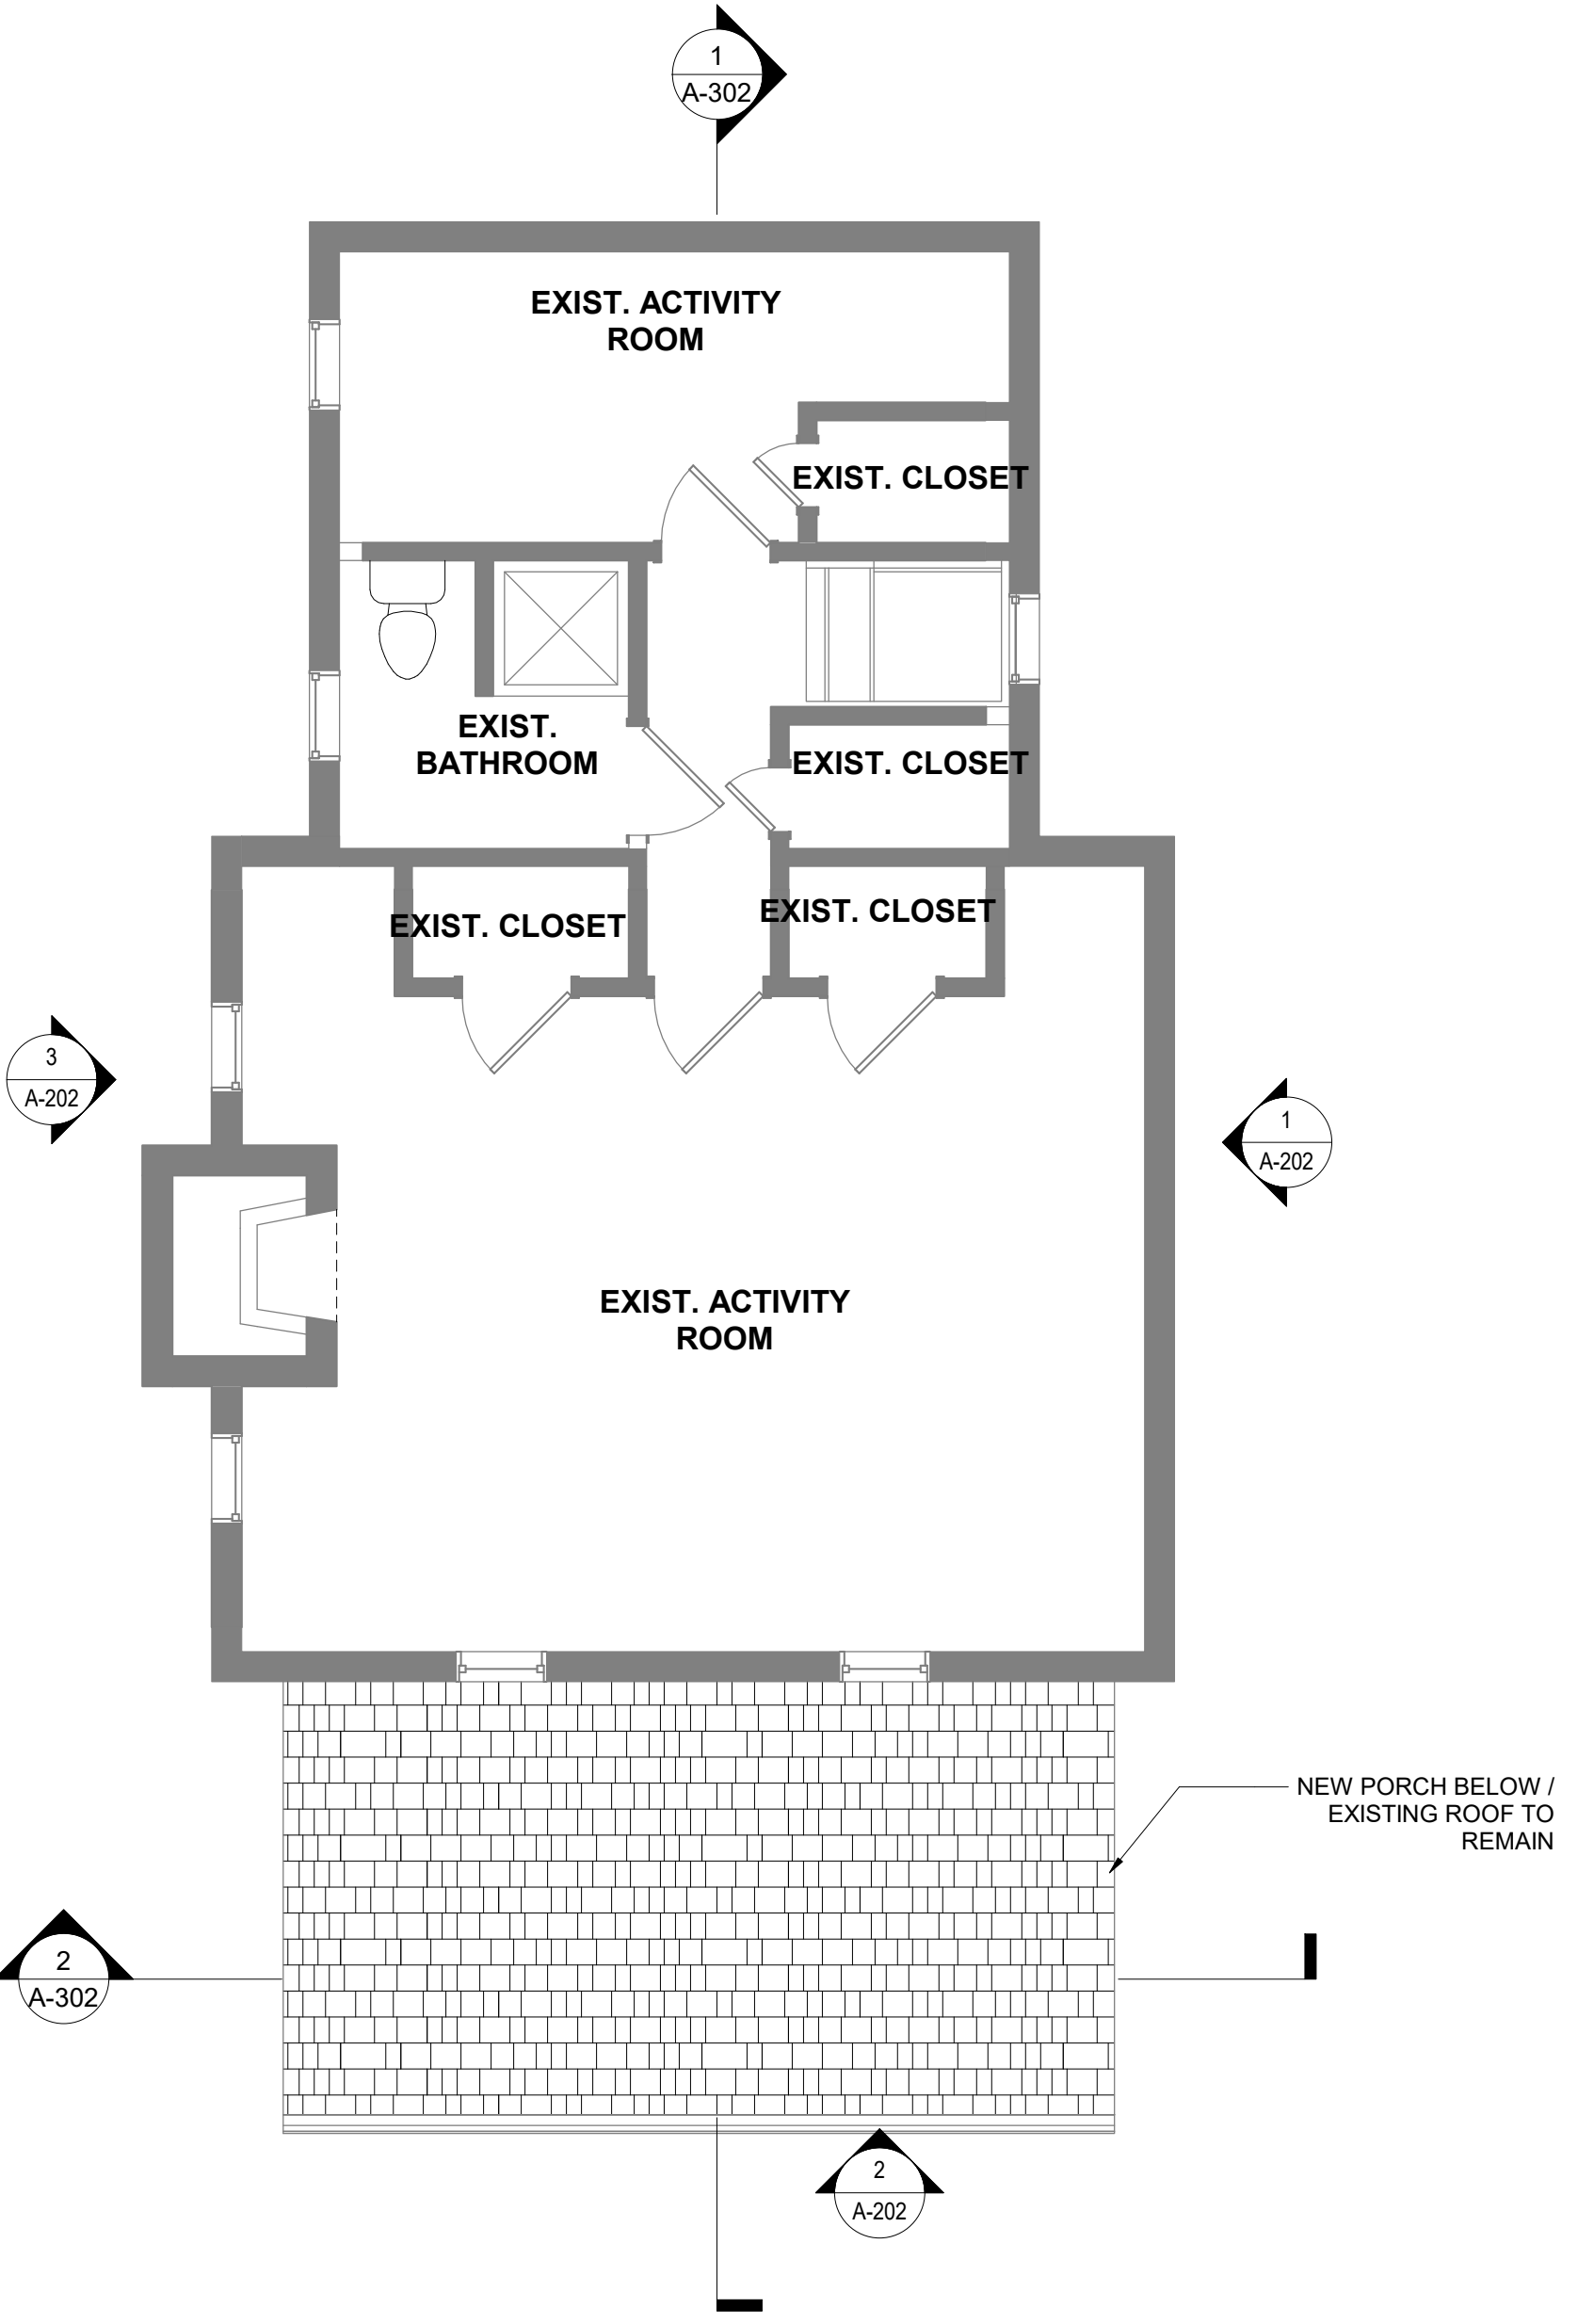 1
A-302
EXIST. ACTIVITY
ROOM
EXIST. CLOSET
EXIST.
BATHROOM
EXIST. CLOSET
EXIST. CLOSET
EXIST. CLOSET
3
A-202
1
A-202
EXIST. ACTIVITY
ROOM
NEW PORCH BELOW /
EXISTING ROOF TO
REMAIN
2
A-302
2
A-202